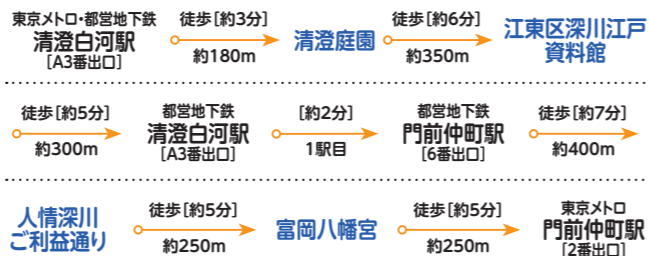 東京メトロ・都営地下鉄
清澄白河駅
[A3番出口]
徒歩[約3分]
約180m
清澄庭園
徒歩[約6分]
約350m
江東区深川江戸
資料館
徒歩[約5分]
約300m
都営地下鉄
清澄白河駅
[A3番出口]
[約2分]
1駅目
都営地下鉄
門前仲町駅
[6番出口]
徒歩[約7分]
約400m
人情深川
ご利益通り
徒歩[約5分]
約250m
富岡八幡宮
徒歩[約5分]
約250m
東京メトロ
門前仲町駅
[2番出口]